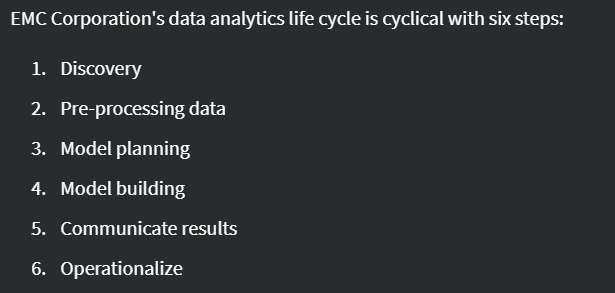 EMC Corporation's data analytics life cycle is cyclical with six steps:
1. Discovery
2. Pre-processing data
3. Model planning
4. Model building
5. Communicate results
6. Operationalize